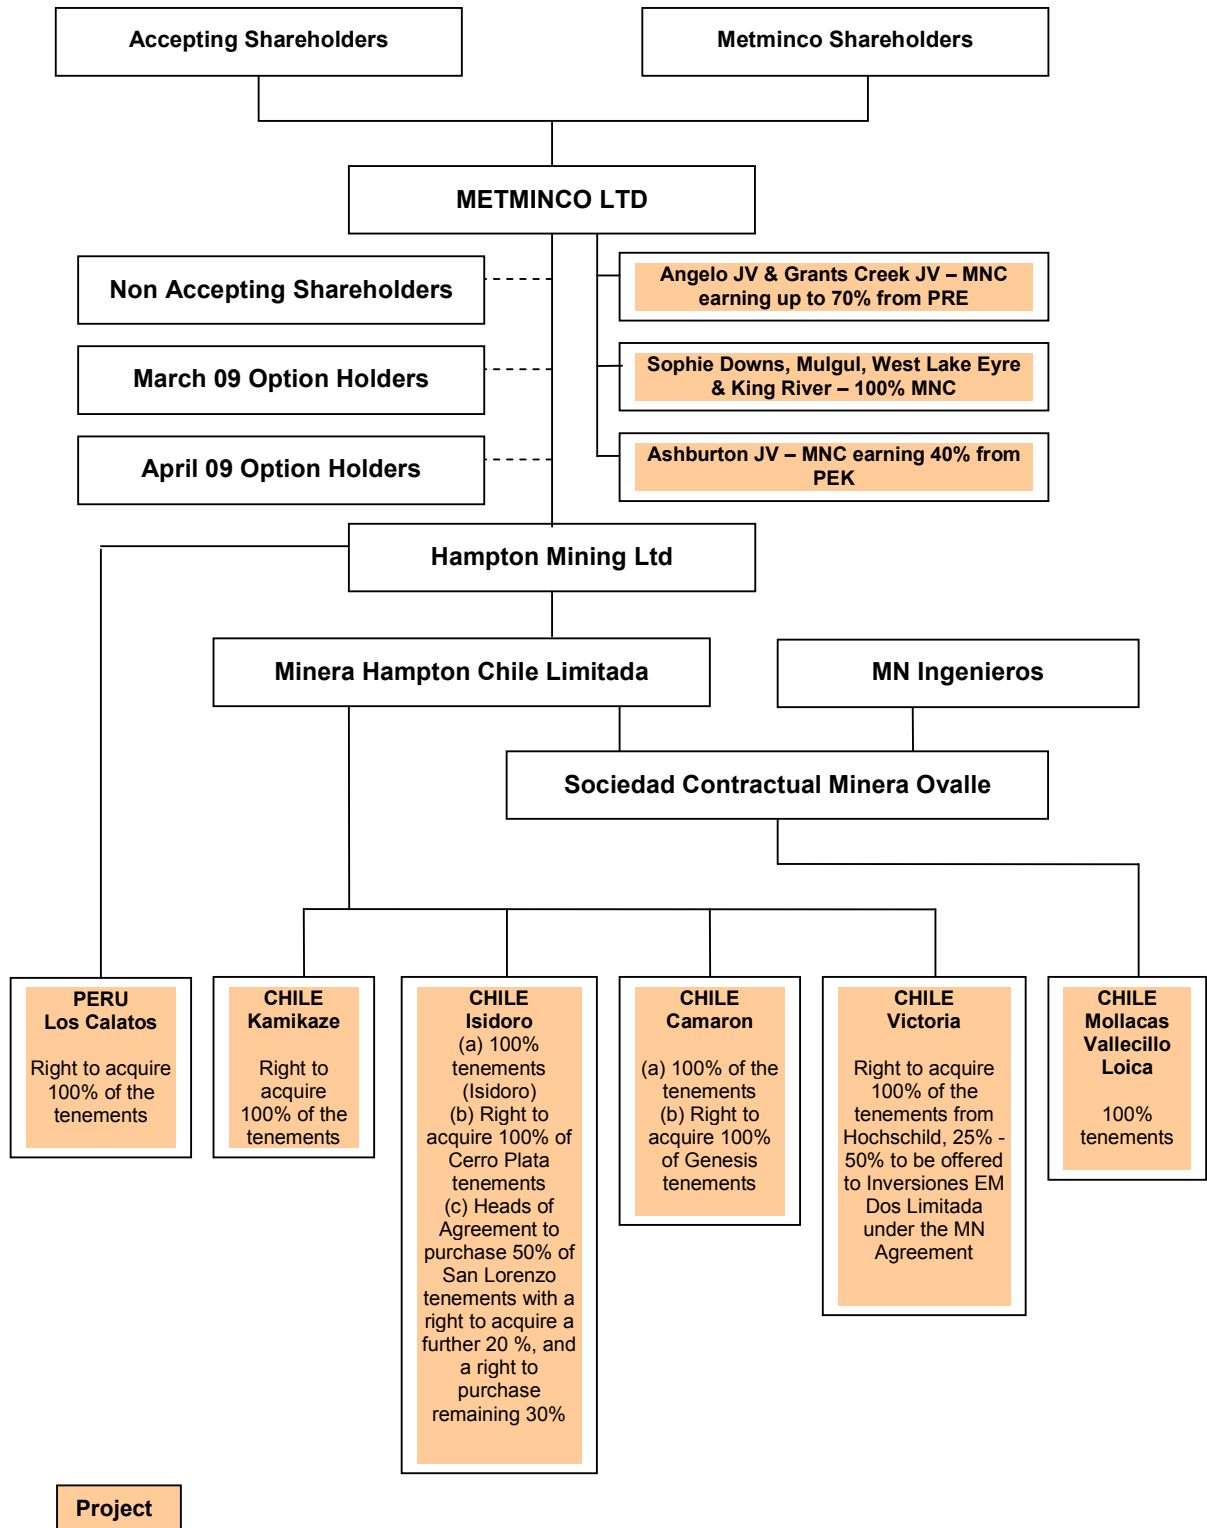 Accepting Shareholders
Metminco Shareholders
METMINCO LTD
Non Accepting Shareholders
Angelo JV & Grants Creek JV – MNC
earning up to 70% from PRE
March 09 Option Holders
Sophie Downs, Mulgul, West Lake Eyre
& King River – 100% MNC
April 09 Option Holders
Ashburton JV – MNC earning 40% from
PEK
Hampton Mining Ltd
Minera Hampton Chile Limitada
MN Ingenieros
Sociedad Contractual Minera Ovalle
PERU
Los Calatos
Right to acquire
100% of the
tenements
CHILE
Kamikaze
Right to
acquire
100% of the
tenements
CHILE
Isidoro
(a) 100%
tenements
(Isidoro)
(b) Right to
acquire 100% of
Cerro Plata
tenements
(c) Heads of
Agreement to
purchase 50% of
San Lorenzo
tenements with a
right to acquire a
further 20 %, and
a right to
purchase
remaining 30%
CHILE
Camaron
(a) 100% of the
tenements
(b) Right to
acquire 100%
of Genesis
tenements
CHILE
Victoria
Right to acquire
100% of the
tenements from
Hochschild, 25% -
50% to be offered
to Inversiones EM
Dos Limitada
under the MN
Agreement
CHILE
Mollacas
Vallecillo
Loica
100%
tenements
Project